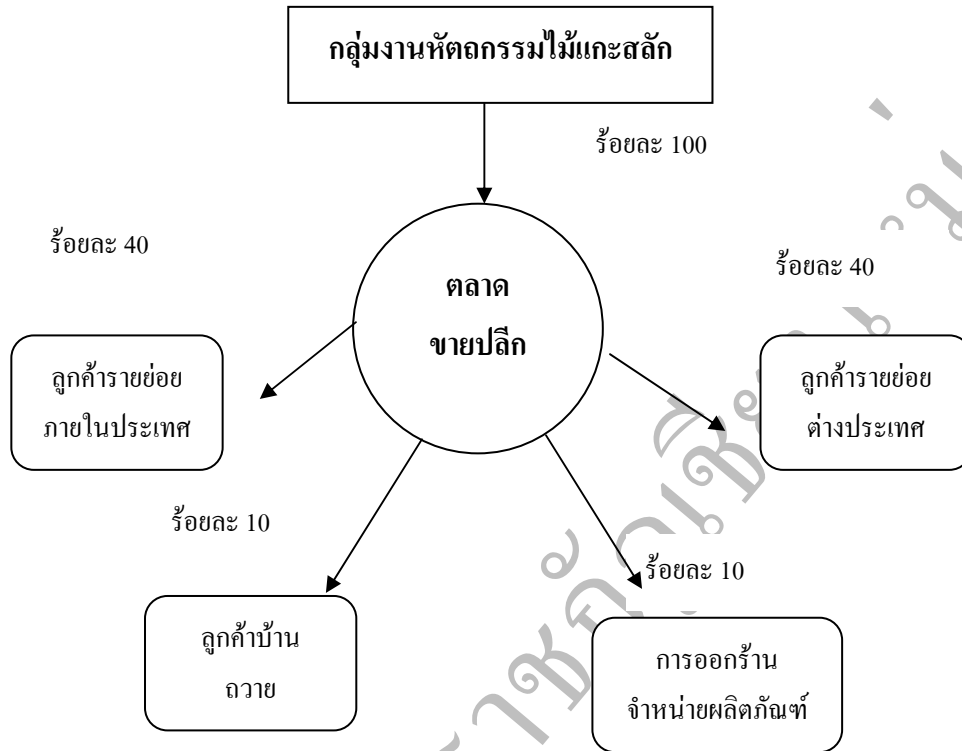 กลุ่มงานหัตถกรรมไม้แกะสลัก
ร้อยละ 100
ร้อยละ 40
ร้อยละ 40
ตลาด
ขายปลีก
ลูกค้ารายย่อย
ภายในประเทศ
ลูกค้ารายย่อย
ต่างประเทศ
ร้อยละ 10
ร้อยละ 10
ลูกค้าบ้าน
ถวาย
การออกร้าน
จำหน่ายผลิตภัณฑ์